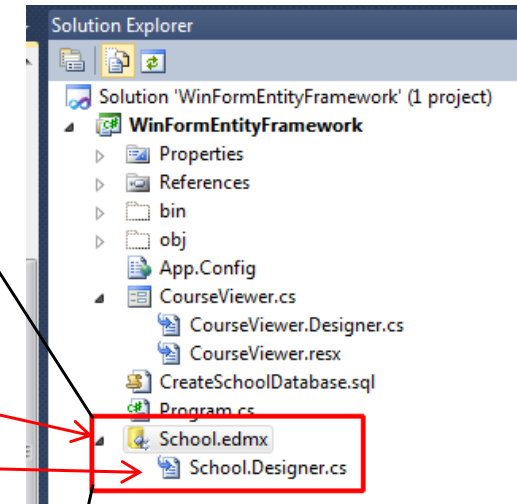 Solution Explorer
Solution 'WinFormEntityFramework' (1 project)
WinFormEntityFramework
Properties
References
bin
obj
App.Config
CourseViewer.cs
CourseViewer.Designer.cs
CourseViewer.resx
CreateSchoolDatabase.sql
Program.cs
School.edmx
School.Designer.cs